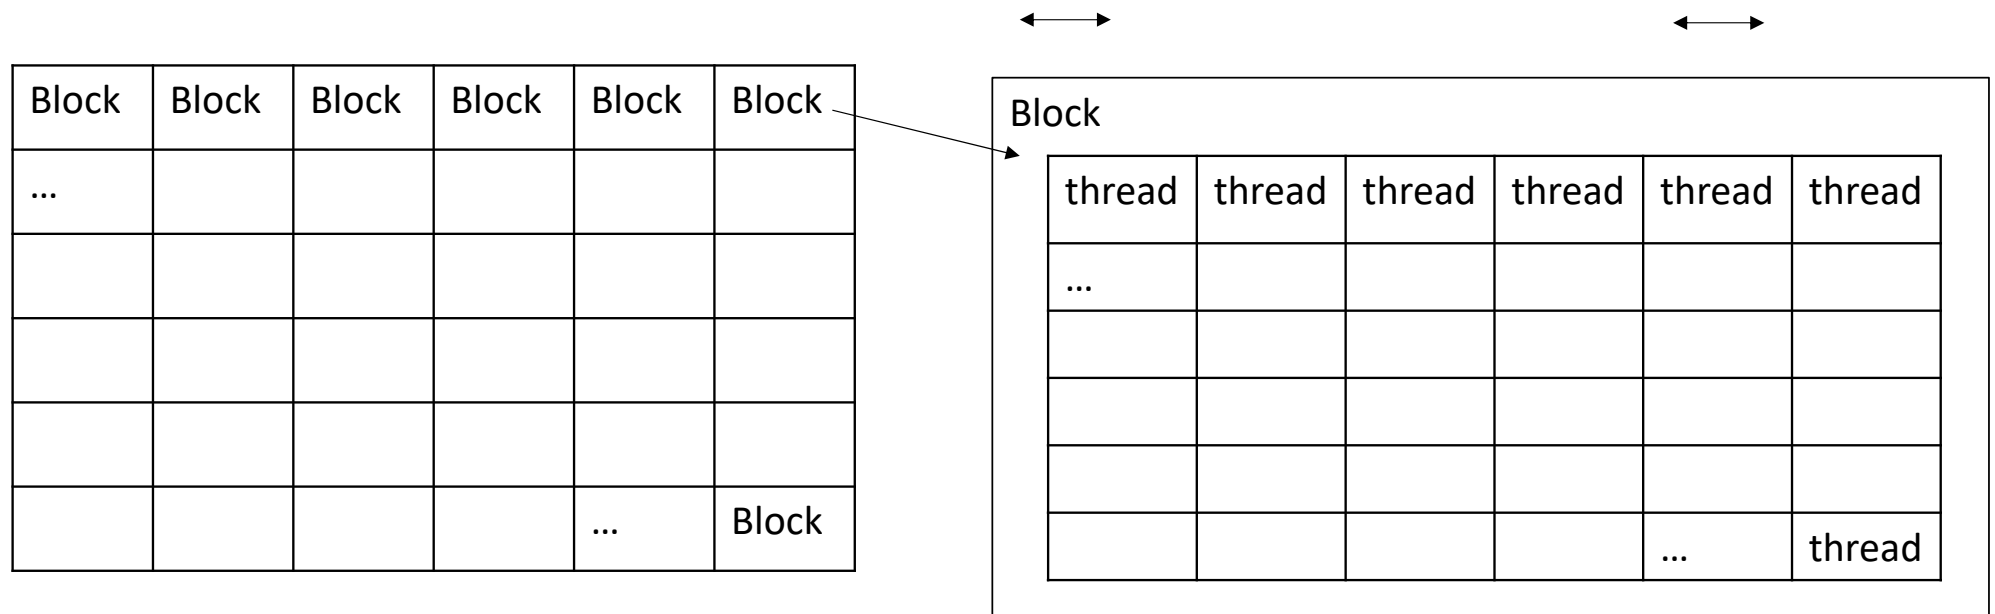 Block Block Block Block Block Block
...
... Block
Block
thread thread thread thread thread thread
...
... thread